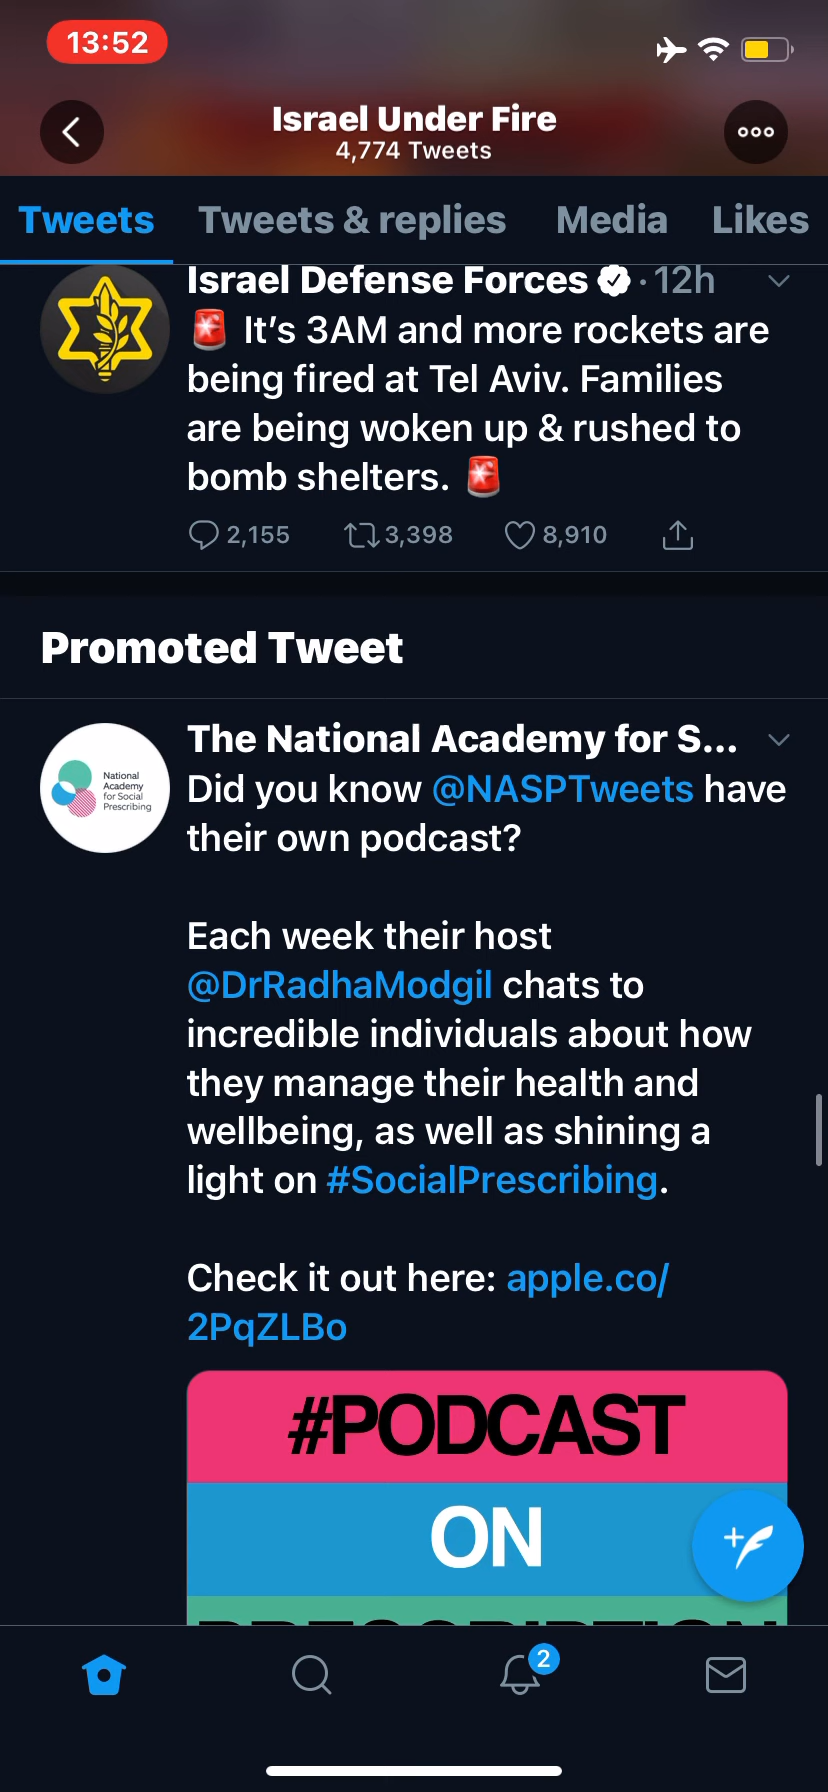 13:52
Israel Under Fire
4,774 Tweets
Tweets Tweets & replies Media Likes
Israel Defense Forces · 12h
🚨 It's 3AM and more rockets are
being fired at Tel Aviv. Families
are being woken up & rushed to
bomb shelters. 🚨
2,155 3,398 8,910
Promoted Tweet
The National Academy for S...
National
Academy
for Social
Prescribing
Did you know @NASPTweets have
their own podcast?
Each week their host
@DrRadhaModgil chats to
incredible individuals about how
they manage their health and
wellbeing, as well as shining a
light on #SocialPrescribing.
Check it out here: apple.co/
2PqZLBo
#PODCAST
ON
2